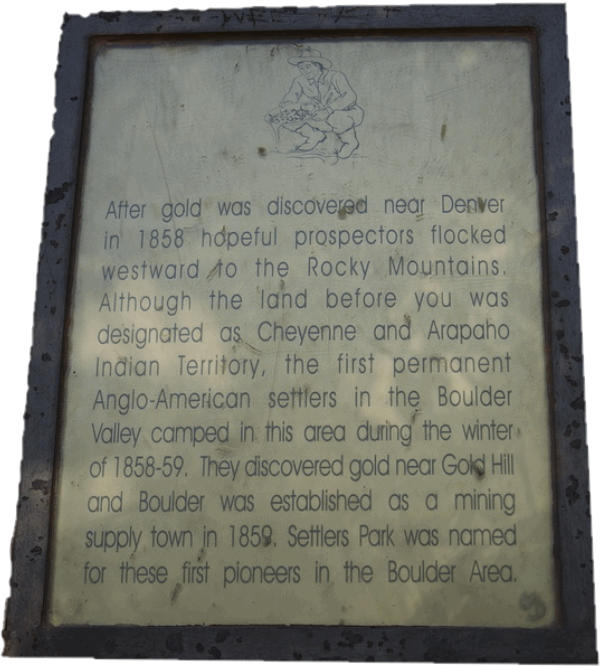 After gold was discovered near Denver
in 1858 hopeful prospectors flocked
westward to the Rocky Mountains.
Although the land before you was
designated as Cheyenne and Arapaho
Indian Territory, the first permanent
Anglo-American settlers in the Boulder
Valley camped in this area during the winter
of 1858-59. They discovered gold near Gold Hill
and Boulder was established as a mining
supply town in 1859. Settlers Park was named
for these first pioneers in the Boulder Area.